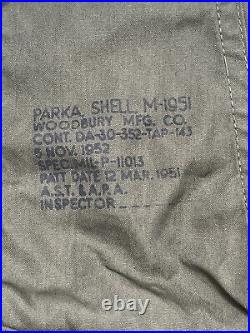 PARKA, SHELL M-1951
WOODBURY MFG. CO.
CONT. DA-30-352-TAP-143
5 NOV. 1952
SPEC. MIL-P-11013
PATT DATE 12 MAR. 1951
A.S.T. & A.P.A.
INSPECTOR _ _ _ _